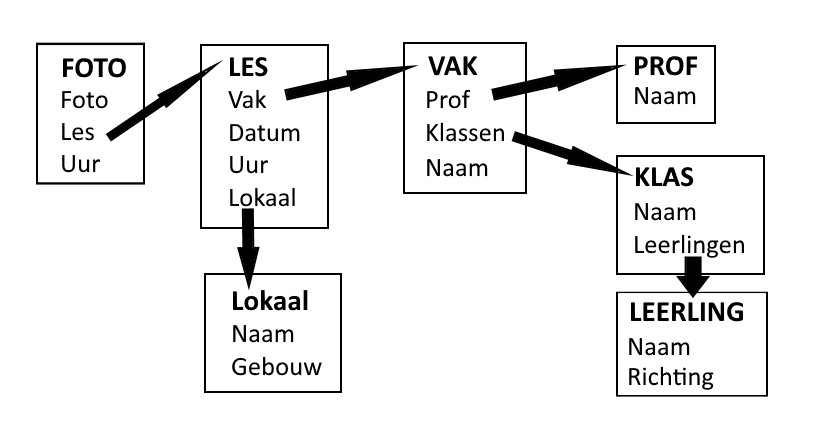 FOTO
Foto
Les
Uur
LES
Vak
Datum
Uur
Lokaal
Lokaal
Naam
Gebouw
VAK
Prof
Klassen
Naam
PROF
Naam
KLAS
Naam
Leerlingen
LEERLING
Naam
Richting